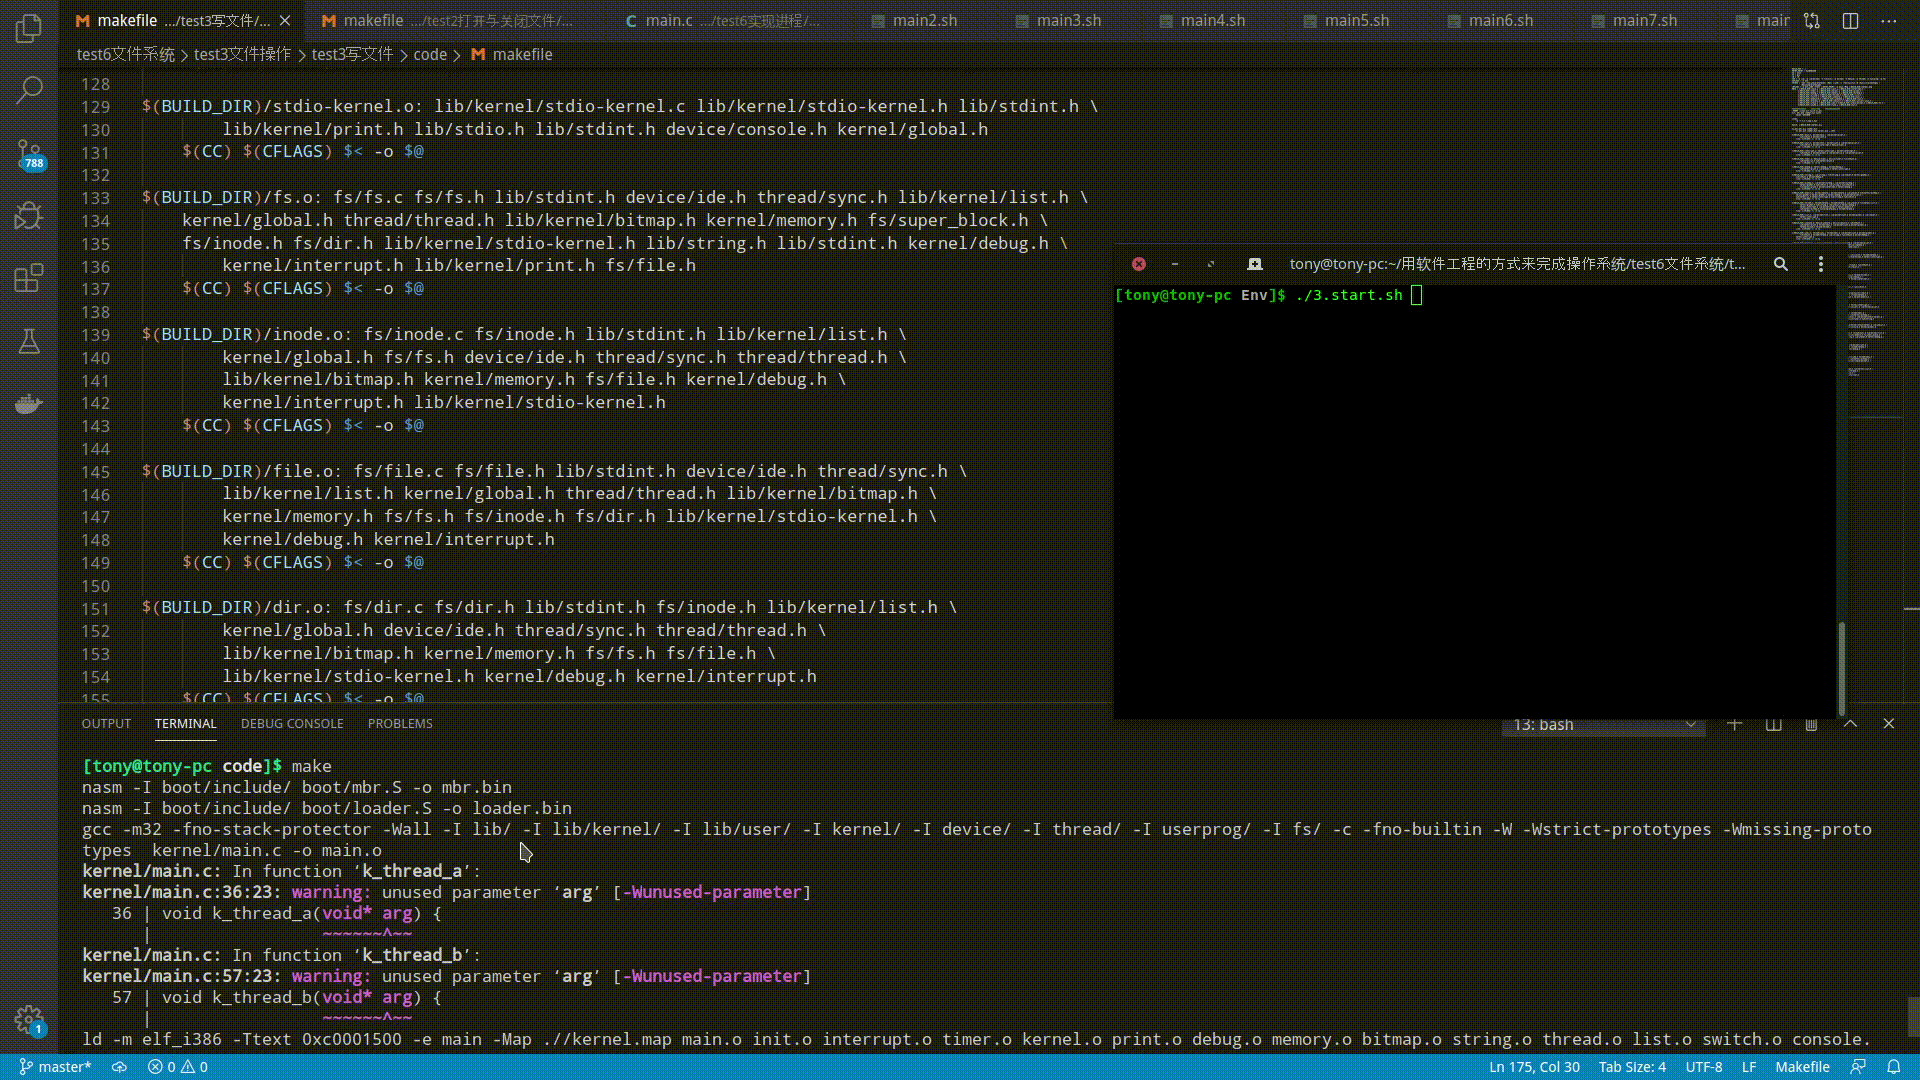 makefile .../test3写文件/...
makefile .../test2打开与关闭文件/...
main.c .../test6实现进程/...
main2.sh
main3.sh
main4.sh
main5.sh
main6.sh
main7.sh
main
test6文件系统 > test3文件操作 > test3写文件 > code > makefile
128
129 $(BUILD_DIR)/stdio-kernel.o: lib/kernel/stdio-kernel.c lib/kernel/stdio-kernel.h lib/stdint.h \
130 lib/kernel/print.h lib/stdio.h lib/stdint.h device/console.h kernel/global.h
131 $(CC) $(CFLAGS) $< -o $@
132
133 $(BUILD_DIR)/fs.o: fs/fs.c fs/fs.h lib/stdint.h device/ide.h thread/sync.h lib/kernel/list.h \
134 kernel/global.h thread/thread.h lib/kernel/bitmap.h kernel/memory.h fs/super_block.h \
135 fs/inode.h fs/dir.h lib/kernel/stdio-kernel.h lib/string.h lib/stdint.h kernel/debug.h \
136 kernel/interrupt.h lib/kernel/print.h fs/file.h
137 $(CC) $(CFLAGS) $< -o $@
138
139 $(BUILD_DIR)/inode.o: fs/inode.c fs/inode.h lib/stdint.h lib/kernel/list.h \
140 kernel/global.h fs/fs.h device/ide.h thread/sync.h thread/thread.h \
141 lib/kernel/bitmap.h kernel/memory.h fs/file.h kernel/debug.h \
142 kernel/interrupt.h lib/kernel/stdio-kernel.h
143 $(CC) $(CFLAGS) $< -o $@
144
145 $(BUILD_DIR)/file.o: fs/file.c fs/file.h lib/stdint.h device/ide.h thread/sync.h \
146 lib/kernel/list.h kernel/global.h thread/thread.h lib/kernel/bitmap.h \
147 kernel/memory.h fs/fs.h fs/inode.h fs/dir.h lib/kernel/stdio-kernel.h \
148 kernel/debug.h kernel/interrupt.h
149 $(CC) $(CFLAGS) $< -o $@
150
151 $(BUILD_DIR)/dir.o: fs/dir.c fs/dir.h lib/stdint.h fs/inode.h lib/kernel/list.h \
152 kernel/global.h device/ide.h thread/sync.h thread/thread.h \
153 lib/kernel/bitmap.h kernel/memory.h fs/fs.h fs/file.h \
154 lib/kernel/stdio-kernel.h kernel/debug.h kernel/interrupt.h
155 $(CC) $(CFLAGS) $< -o $@
788
tony@tony-pc:~/用软件工程的方式来完成操作系统/test6文件系统/t...
[tony@tony-pc Env]$ ./3.start.sh
OUTPUT TERMINAL DEBUG CONSOLE PROBLEMS
13: bash
[tony@tony-pc code]$ make
nasm -I boot/include/ boot/mbr.S -o mbr.bin
nasm -I boot/include/ boot/loader.S -o loader.bin
gcc -m32 -fno-stack-protector -Wall -I lib/ -I lib/kernel/ -I lib/user/ -I kernel/ -I device/ -I thread/ -I userprog/ -I fs/ -c -fno-builtin -W -Wstrict-prototypes -Wmissing-proto
types  kernel/main.c -o main.o
kernel/main.c: In function ‘k_thread_a’:
kernel/main.c:36:23: warning: unused parameter ‘arg’ [-Wunused-parameter]
36 | void k_thread_a(void* arg) {
| ~~~~~~^~~
kernel/main.c: In function ‘k_thread_b’:
kernel/main.c:57:23: warning: unused parameter ‘arg’ [-Wunused-parameter]
57 | void k_thread_b(void* arg) {
| ~~~~~~^~~
ld -m elf_i386 -Ttext 0xc0001500 -e main -Map .//kernel.map main.o init.o interrupt.o timer.o kernel.o print.o debug.o memory.o bitmap.o string.o thread.o list.o switch.o console.
1
master* 0 0 Ln 175, Col 30 Tab Size: 4 UTF-8 LF Makefile